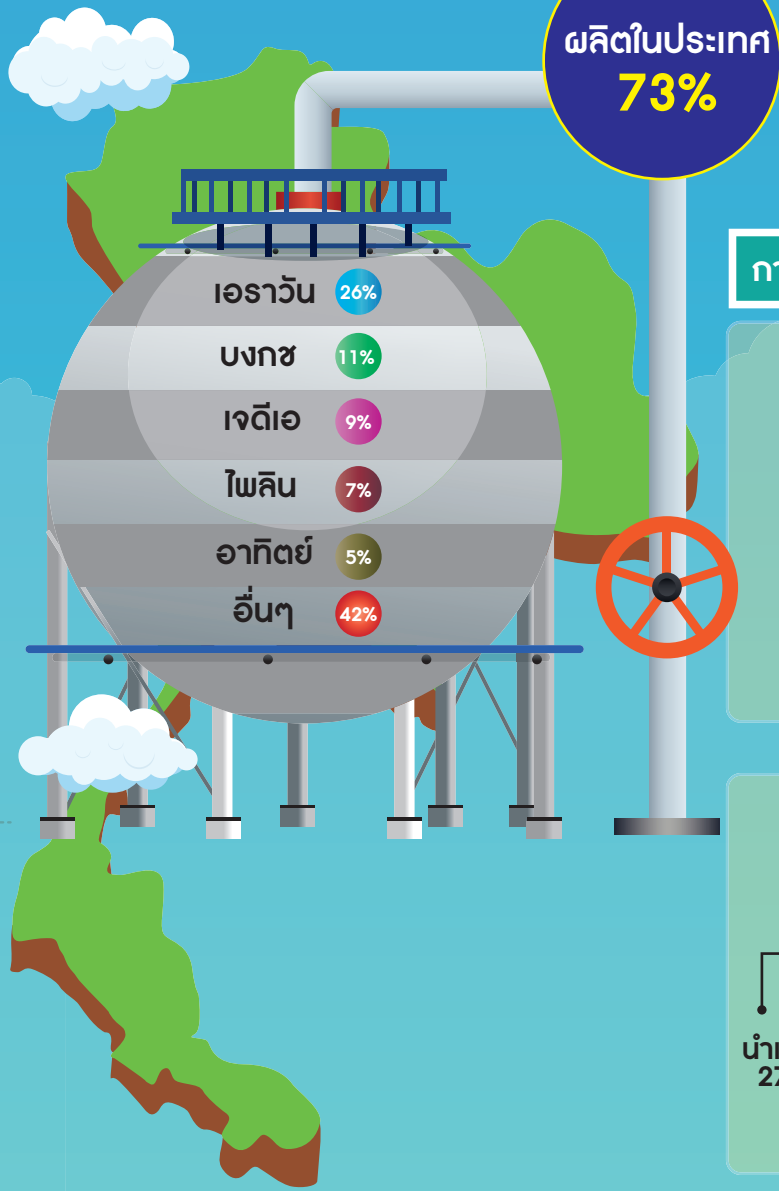 ผลิตในประเทศ
73%
เอราวัณ 26%
บงกช 11%
เจดีเอ 9%
ไพลิน 7%
อาทิตย์ 5%
อื่นๆ 42%